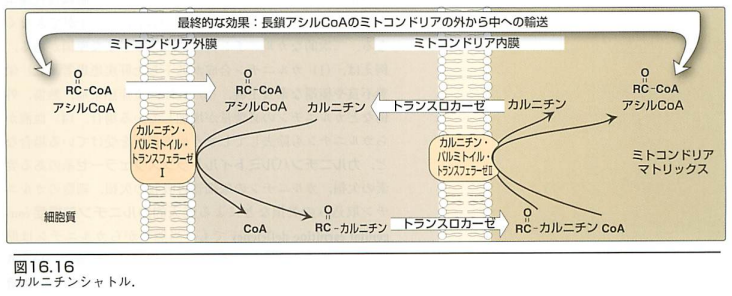 最終的な効果：長鎖アシルCoAのミトコンドリアの外から中への輸送
ミトコンドリア外膜
ミトコンドリア内膜
O
RC-CoA
アシルCoA
O
RC-CoA
アシルCoA
カルニチン
トランスロカーゼ
カルニチン
O
RC-CoA
アシルCoA
カルニチン・
パルミトイル・
トランスフェラーゼ
I
カルニチン・
パルミトイル・
トランスフェラーゼⅡ
ミトコンドリア
マトリックス
細胞質
CoA
O
RC-カルニチン
トランスロカーゼ
O
RC-カルニチン
CoA
図16.16
カルニチンシャトル．